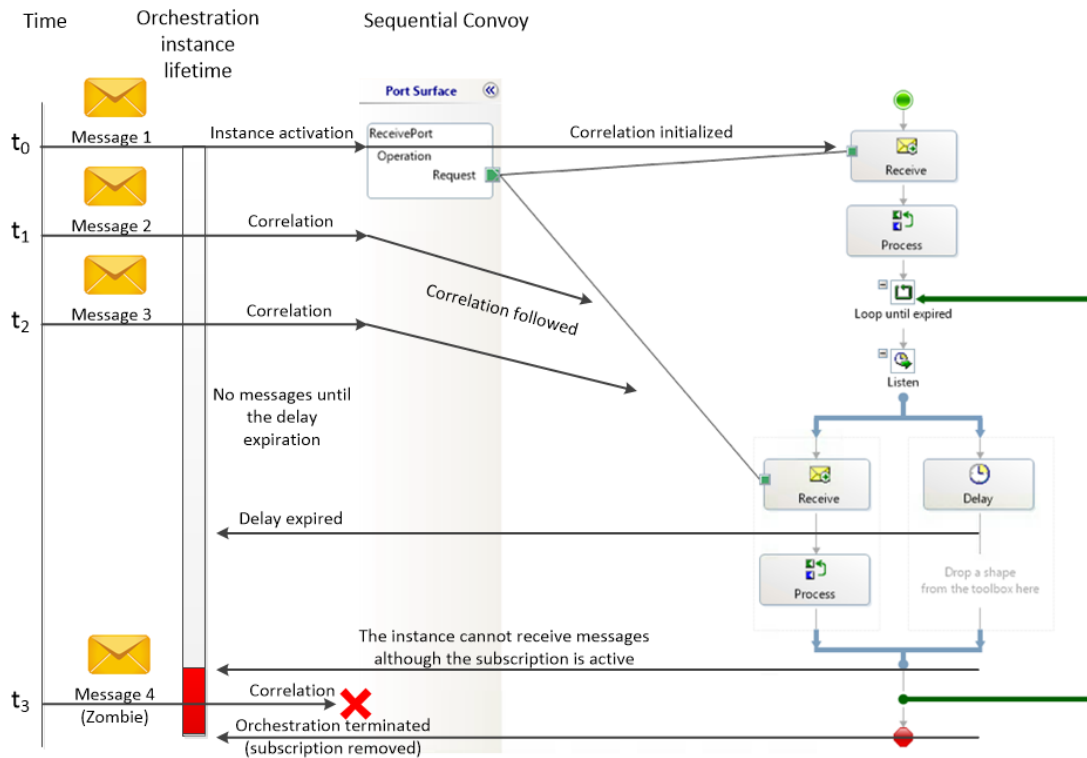 Time
Orchestration
instance
lifetime
Sequential Convoy
Port Surface
t0
Message 1
Instance activation
ReceivePort
Operation
Request
Correlation initialized
Receive
Message 2
t1
Correlation
Process
Message 3
t2
Correlation
Correlation followed
Loop until expired
Listen
No messages until
the delay
expiration
Receive
Delay
Delay expired
Process
Drop a shape
from the toolbox here
The instance cannot receive messages
although the subscription is active
t3
Message 4
(Zombie)
Correlation
Orchestration terminated
(subscription removed)